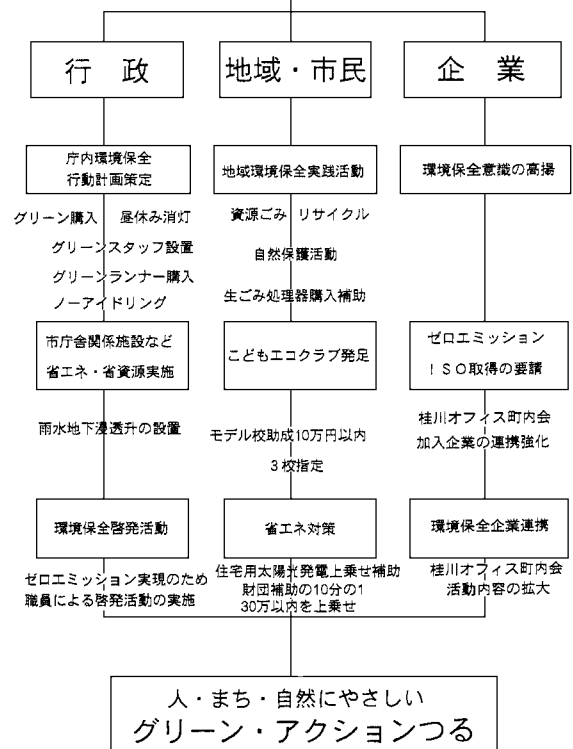 行 政
地域・市民
企 業
庁内環境保全
行動計画策定
地域環境保全実践活動
環境保全意識の高揚
グリーン購入 昼休み消灯
グリーンスタッフ設置
グリーンランナー購入
ノーアイドリング
資源ごみ リサイクル
自然保護活動
生ごみ処理器購入補助
市庁舎関係施設など
省エネ・省資源実施
こどもエコクラブ発足
ゼロエミッション
ISO取得の要請
雨水地下浸透升の設置
モデル校助成10万円以内
3校指定
桂川オフィス町内会
加入企業の連携強化
環境保全啓発活動
省エネ対策
環境保全企業連携
ゼロエミッション実現のため
職員による啓発活動の実施
住宅用太陽光発電上乗せ補助
財団補助の10分の1
30万以内を上乗せ
桂川オフィス町内会
活動内容の拡大
人・まち・自然にやさしい
グリーン・アクションつる